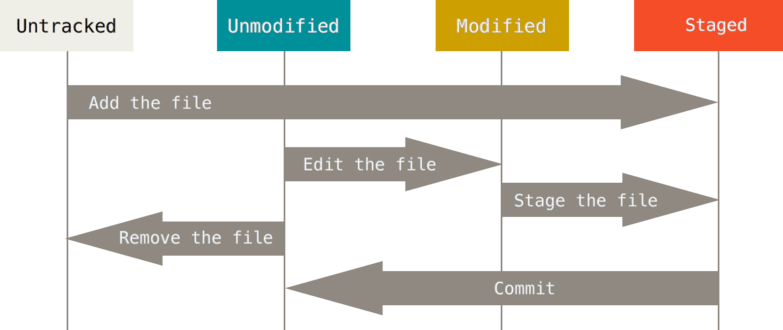 Untracked
Unmodified
Modified
Staged
Add the file
Edit the file
Stage the file
Remove the file
Commit